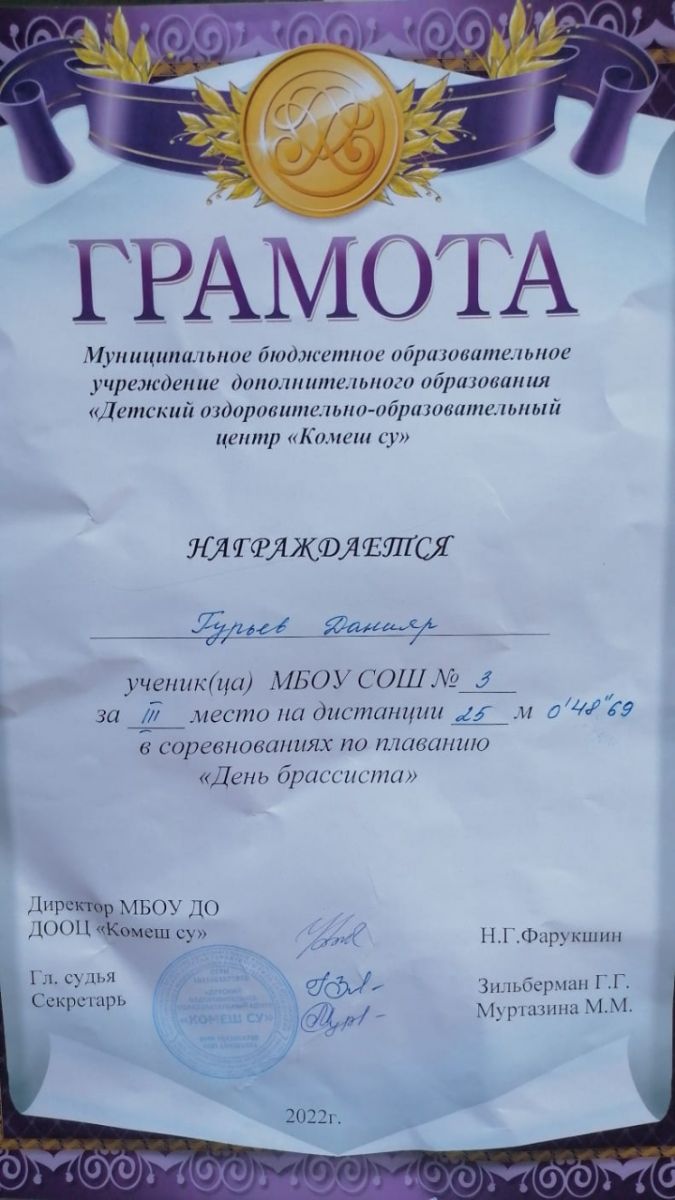 ГРАМОТА
Муниципальное бюджетное образовательное
учреждение дополнительного образования
«Детский оздоровительно-образовательный
центр «Комеш су»
НАГРАЖДАЕТСЯ
Гурьев Данияр
ученик(ца) МБОУ СОШ № 3
за III место на дистанции 25 м 0'48"69
в соревнованиях по плаванию
«День брассиста»
Директор МБОУ ДО
ДООЦ «Комеш су» Н.Г.Фарукшин
Гл. судья Зильберман Г.Г.
Секретарь Муртазина М.М.
«КОМЕШ СУ»
2022г.